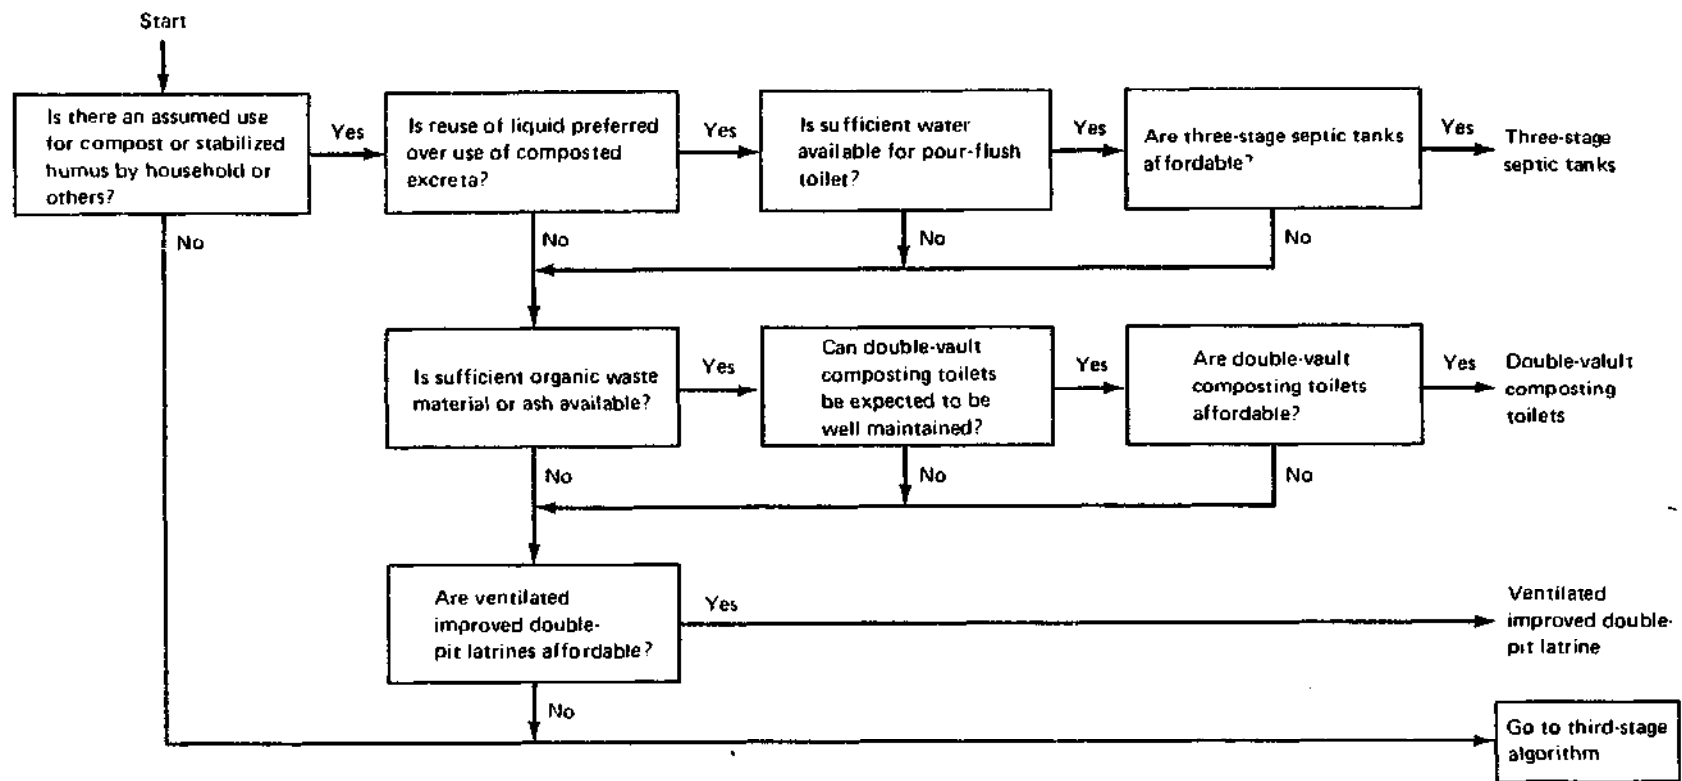 Start
Is there an assumed use
for compost or stabilized
humus by household or
others?
Yes
Is reuse of liquid preferred
over use of composted
excreta?
Yes
Is sufficient water
available for pour-flush
toilet?
Yes
Are three-stage septic tanks
affordable?
Yes
Three-stage
septic tanks
No
No
No
No
Is sufficient organic waste
material or ash available?
Yes
Can double-vault
composting toilets
be expected to be
well maintained?
Yes
Are double-vault
composting toilets
affordable?
Yes
Double-valult
composting
toilets
No
No
No
Are ventilated
improved double-
pit latrines affordable?
Yes
Ventilated
improved double-
pit latrine
No
Go to third-stage
algorithm